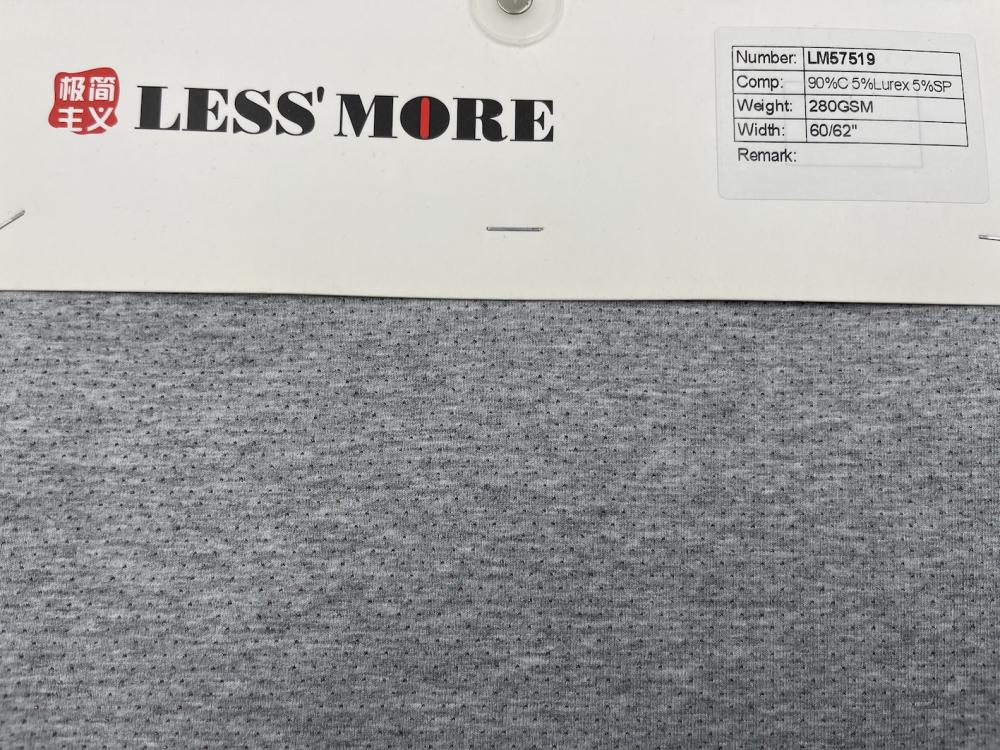 极简
主义
LESS' MORE
Number: LM57519
Comp: 90%C 5%Lurex 5%SP
Weight: 280GSM
Width: 60/62"
Remark: